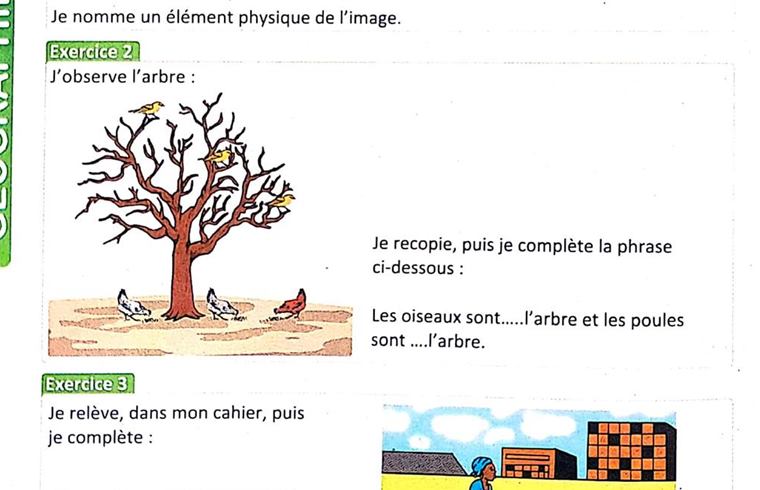 Je nomme un élément physique de l'image.
Exercice 2
J'observe l'arbre :
Je recopie, puis je complète la phrase
ci-dessous :
Les oiseaux sont.....l'arbre et les poules
sont ....l'arbre.
Exercice 3
Je relève, dans mon cahier, puis
je complète :